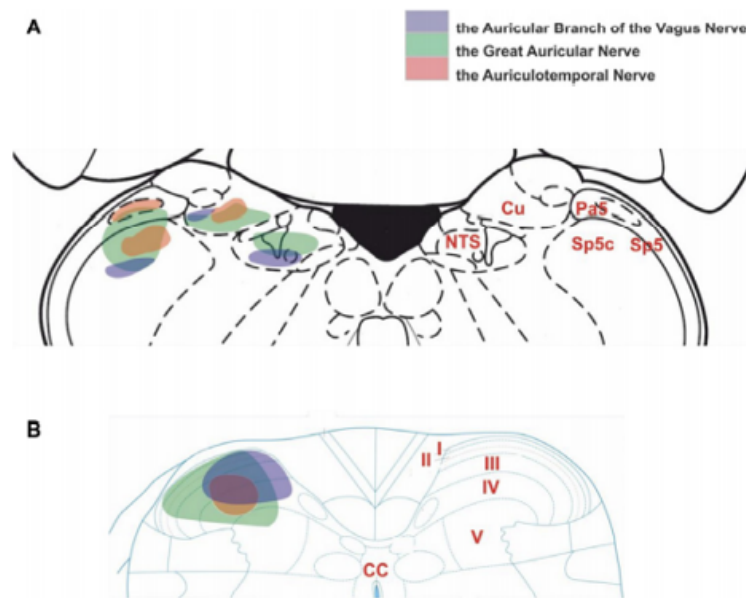 A
the Auricular Branch of the Vagus Nerve
the Great Auricular Nerve
the Auriculotemporal Nerve
Cu
Pa5
NTS
Sp5c
Sp5
B
I
II
III
IV
V
CC